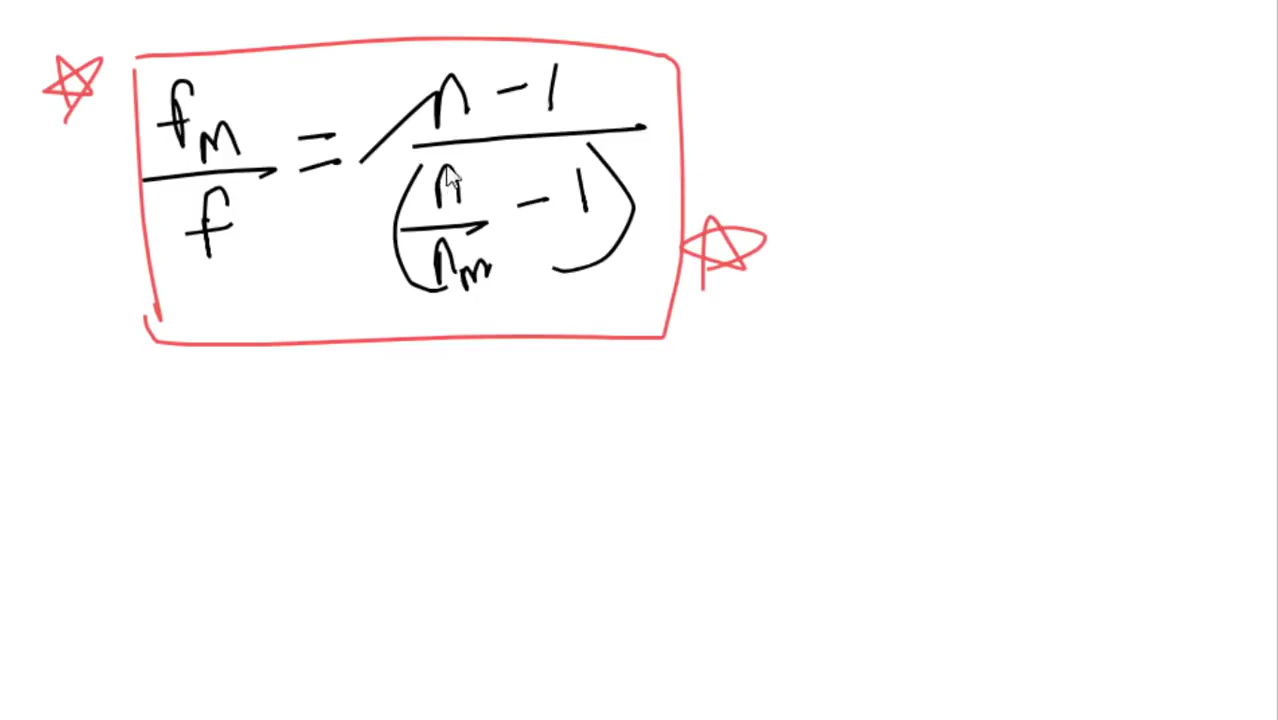 fm/f = (n - 1)/(n/nm - 1)